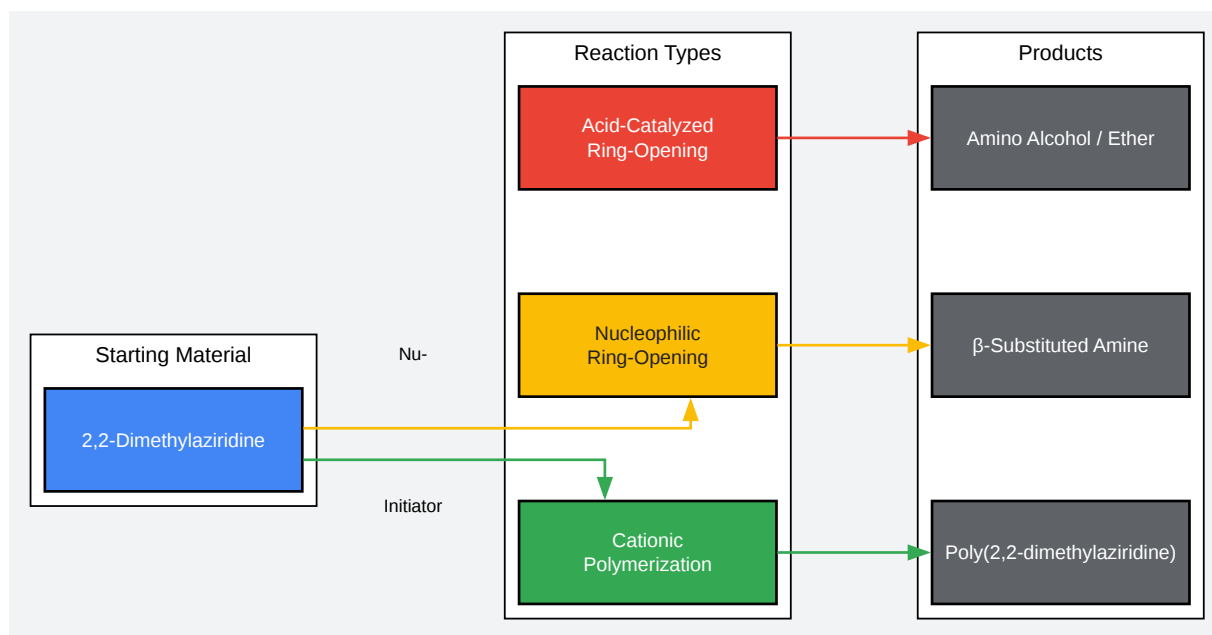 Starting Material
2,2-Dimethylaziridine
Nu-
Initiator
Reaction Types
Acid-Catalyzed
Ring-Opening
Nucleophilic
Ring-Opening
Cationic
Polymerization
Products
Amino Alcohol / Ether
β-Substituted Amine
Poly(2,2-dimethylaziridine)